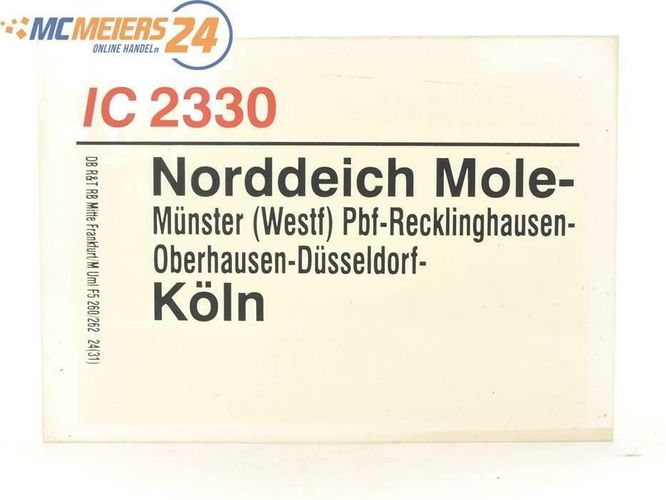 MCMEIERS24
ONLINE HANDELn
IC 2330
Norddeich Mole-
Münster (Westf) Pbf-Recklinghausen-
Oberhausen-Düsseldorf-
Köln
DB R&T RB Mitte Frankfurt/M Uml F5 260/262 24(31)